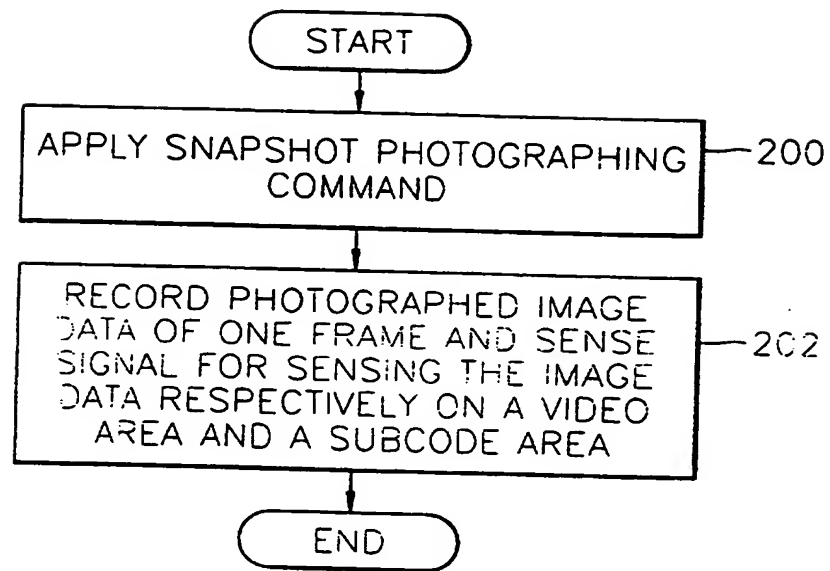 START
APPLY SNAPSHOT PHOTOGRAPHING
COMMAND
200
RECORD PHOTOGRAPHED IMAGE
DATA OF ONE FRAME AND SENSE
SIGNAL FOR SENSING THE IMAGE
DATA RESPECTIVELY ON A VIDEO
AREA AND A SUBCODE AREA
202
END